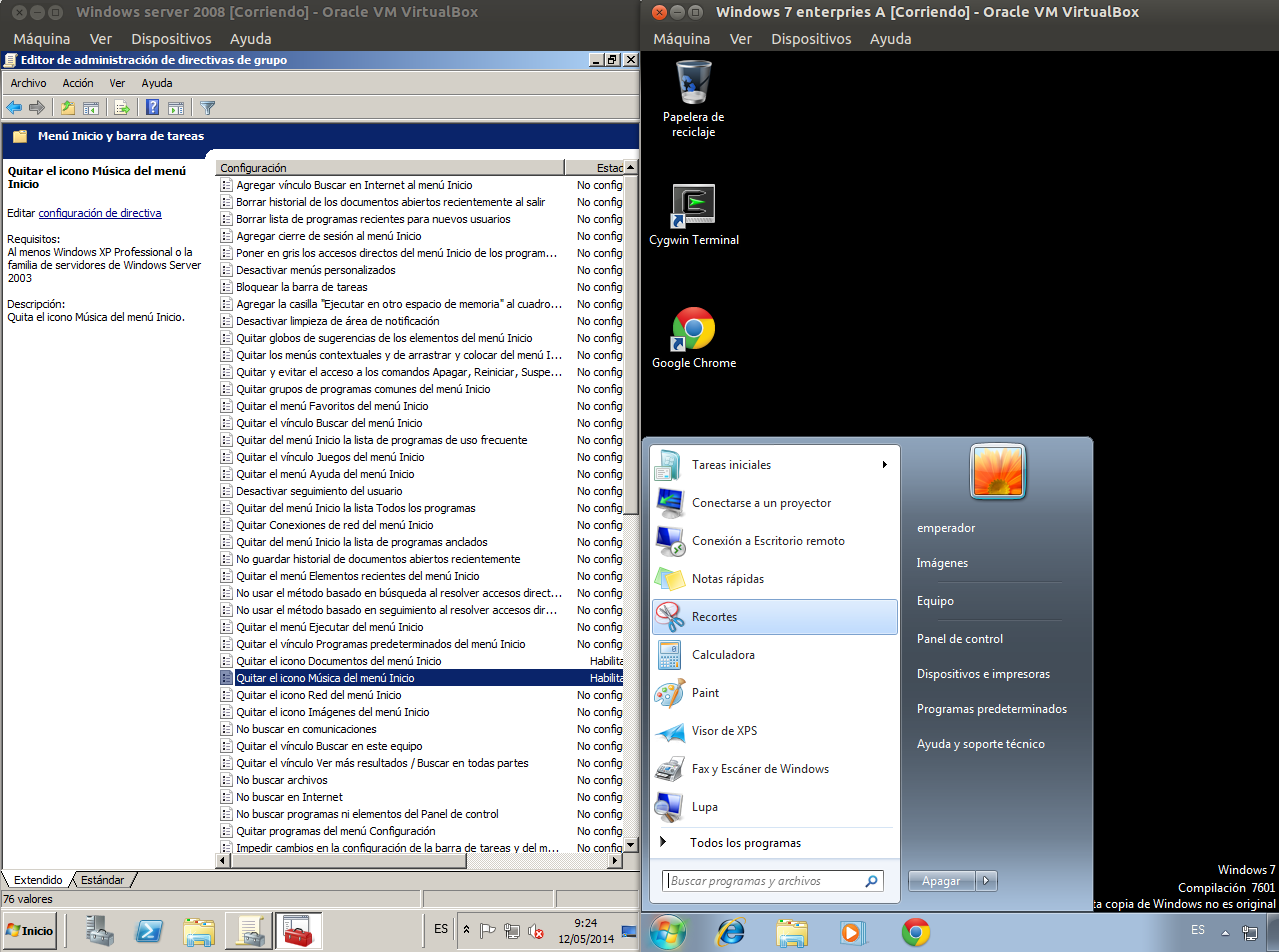 Windows server 2008 [Corriendo] - Oracle VM VirtualBox
Máquina Ver Dispositivos Ayuda
Editor de administración de directivas de grupo
Archivo Acción Ver Ayuda
Menú Inicio y barra de tareas
Quitar el icono Música del menú
Inicio
Editar configuración de directiva
Requisitos:
Al menos Windows XP Professional o la
familia de servidores de Windows Server
2003
Descripción:
Quita el icono Música del menú Inicio.
Configuración Estad
Agregar vínculo Buscar en Internet al menú Inicio No config
Borrar historial de los documentos abiertos recientemente al salir No config
Borrar lista de programas recientes para nuevos usuarios No config
Agregar cierre de sesión al menú Inicio No config
Poner en gris los accesos directos del menú Inicio de los program... No config
Desactivar menús personalizados No config
Bloquear la barra de tareas No config
Agregar la casilla "Ejecutar en otro espacio de memoria" al cuadro... No config
Desactivar limpieza de área de notificación No config
Quitar globos de sugerencias de los elementos del menú Inicio No config
Quitar los menús contextuales y de arrastrar y colocar del menú I... No config
Quitar y evitar el acceso a los comandos Apagar, Reiniciar, Suspe... No config
Quitar grupos de programas comunes del menú Inicio No config
Quitar el menú Favoritos del menú Inicio No config
Quitar el vínculo Buscar del menú Inicio No config
Quitar del menú Inicio la lista de programas de uso frecuente No config
Quitar el vínculo Juegos del menú Inicio No config
Quitar el menú Ayuda del menú Inicio No config
Desactivar seguimiento del usuario No config
Quitar del menú Inicio la lista Todos los programas No config
Quitar Conexiones de red del menú Inicio No config
Quitar del menú Inicio la lista de programas anclados No config
No guardar historial de documentos abiertos recientemente No config
Quitar el menú Elementos recientes del menú Inicio No config
No usar el método basado en búsqueda al resolver accesos direct... No config
No usar el método basado en seguimiento al resolver accesos dir... No config
Quitar el menú Ejecutar del menú Inicio No config
Quitar el vínculo Programas predeterminados del menú Inicio No config
Quitar el icono Documentos del menú Inicio Habilita
Quitar el icono Música del menú Inicio Habilita
Quitar el icono Red del menú Inicio No config
Quitar el icono Imágenes del menú Inicio No config
No buscar en comunicaciones No config
Quitar el vínculo Buscar en este equipo No config
Quitar el vínculo Ver más resultados / Buscar en todas partes No config
No buscar archivos No config
No buscar en Internet No config
No buscar programas ni elementos del Panel de control No config
Quitar programas del menú Configuración No config
Impedir cambios en la configuración de la barra de tareas y del m... No config
Extendido Estándar
76 valores
Inicio
ES
9:24
12/05/2014
Windows 7 enterpries A [Corriendo] - Oracle VM VirtualBox
Máquina Ver Dispositivos Ayuda
Papelera de
reciclaje
Cygwin Terminal
Google Chrome
Tareas iniciales
Conectarse a un proyector
Conexión a Escritorio remoto
Notas rápidas
Recortes
Calculadora
Paint
Visor de XPS
Fax y Escáner de Windows
Lupa
Todos los programas
Buscar programas y archivos
emperador
Imágenes
Equipo
Panel de control
Dispositivos e impresoras
Programas predeterminados
Ayuda y soporte técnico
Apagar
Windows 7
Compilación 7601
ta copia de Windows no es original
ES